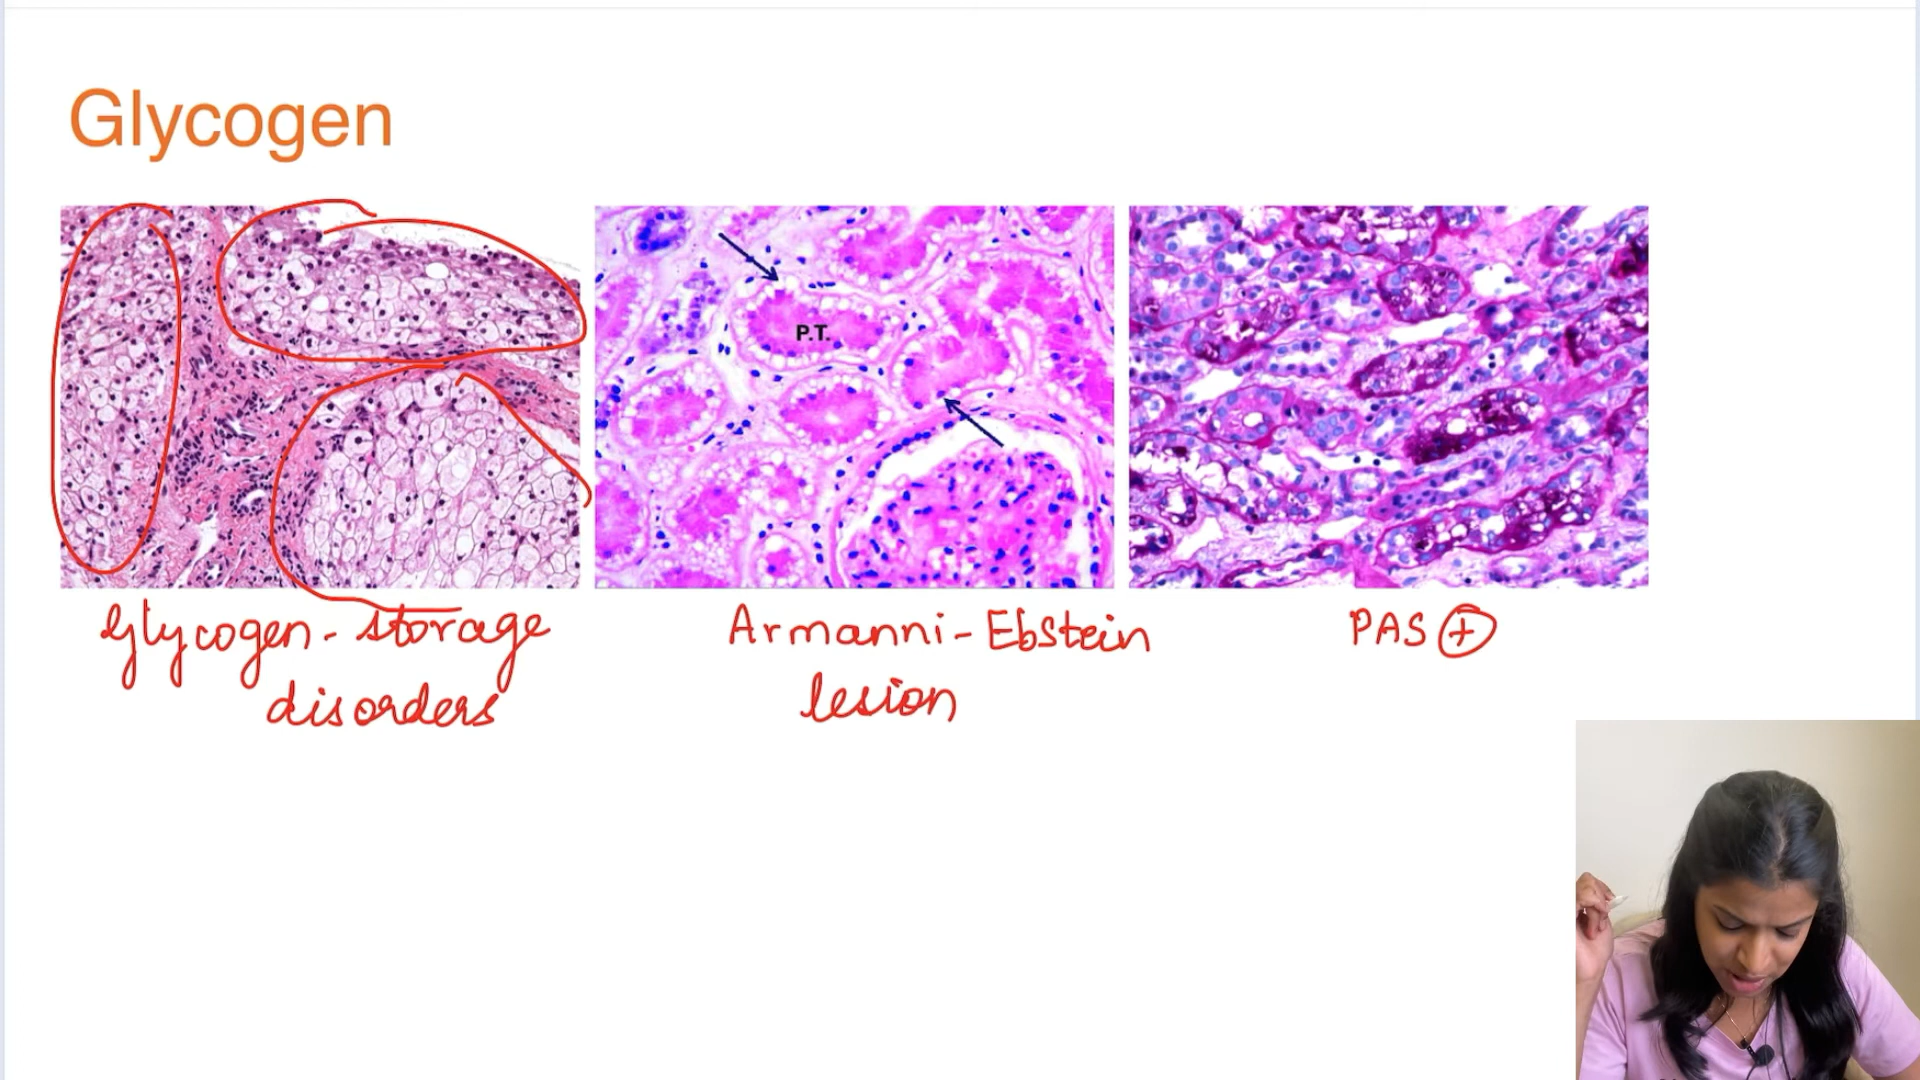 Glycogen
P.T.
Glycogen-storage
disorders
Armanni-Ebstein
lesion
PAS +